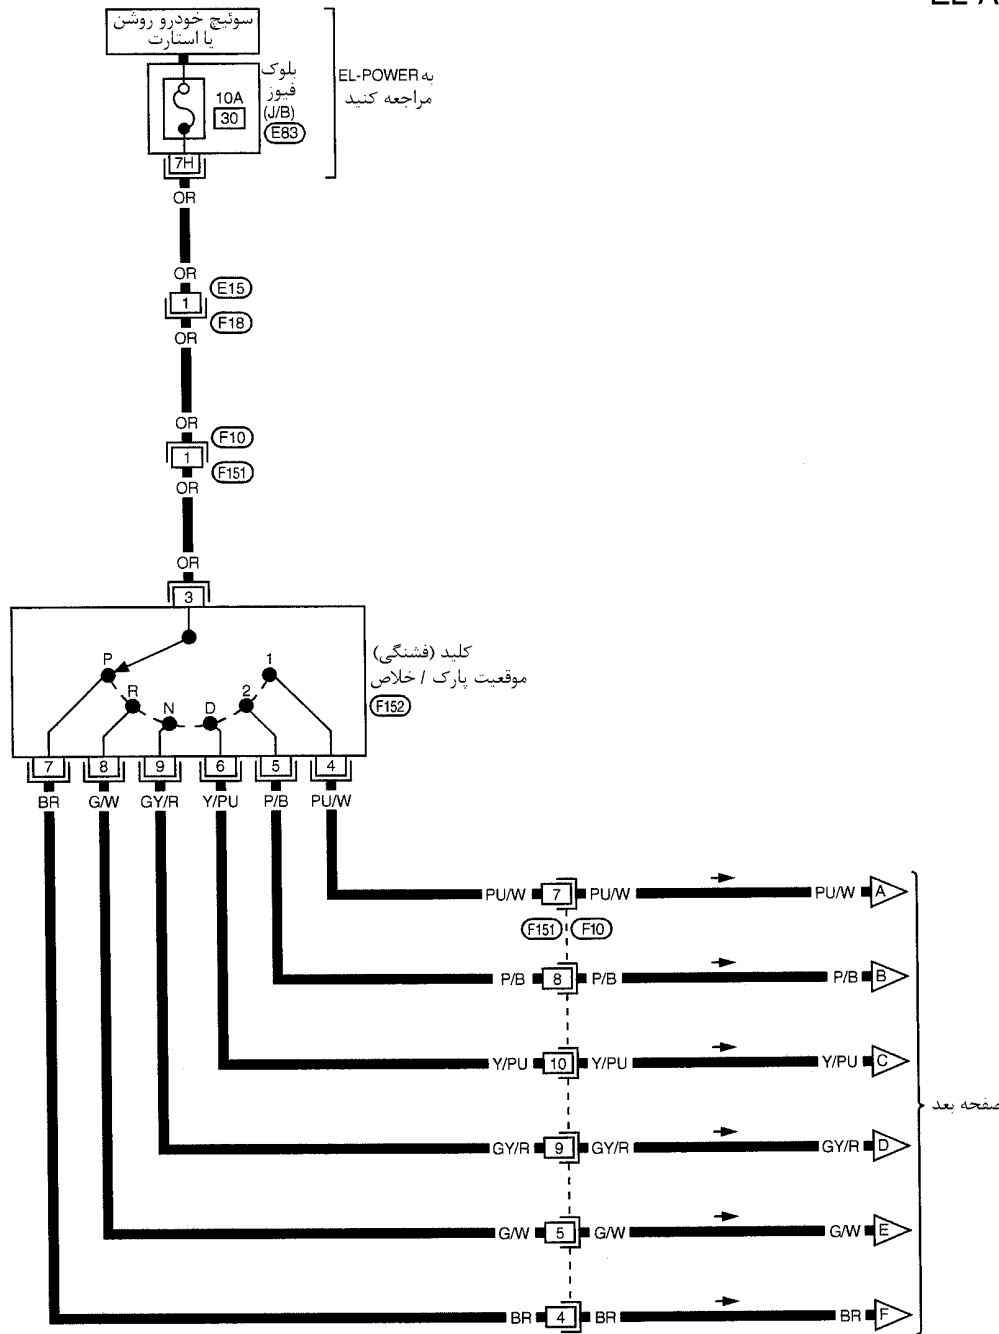 سوئیچ خودرو روشن
یا استارت
بلوک
فیوز
(J/B)
E83
10A
30
به EL-POWER
مراجعه کنید
7H
OR
OR
E15
1
F18
OR
OR
F10
1
F151
OR
OR
3
کلید (فشنگی)
موقعیت پارک / خلاص
F152
P
R
N
D
2
1
7 8 9 6 5 4
BR G/W GY/R Y/PU P/B PU/W
PU/W 7 PU/W PU/W A
F151 F10
P/B 8 P/B P/B B
Y/PU 10 Y/PU Y/PU C
صفحه بعد
GY/R 9 GY/R GY/R D
G/W 5 G/W G/W E
BR 4 BR BR F